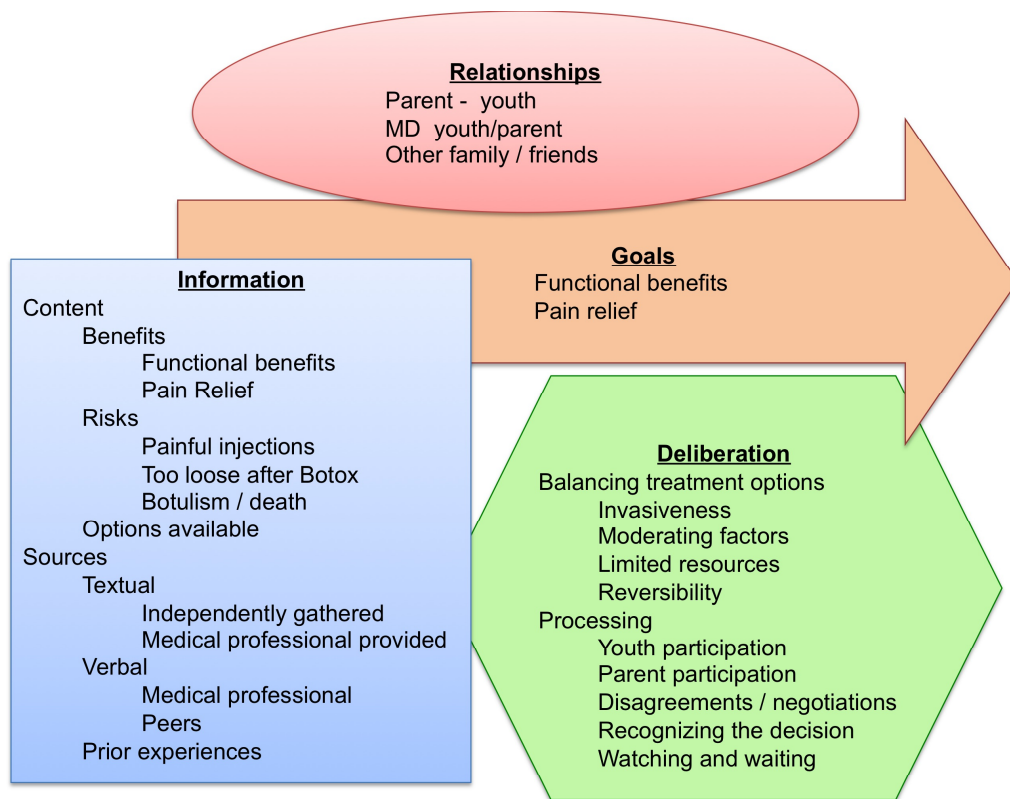 Relationships
Parent - youth
MD youth/parent
Other family / friends
Goals
Functional benefits
Pain relief
Information
Content
Benefits
Functional benefits
Pain Relief
Risks
Painful injections
Too loose after Botox
Botulism / death
Options available
Sources
Textual
Independently gathered
Medical professional provided
Verbal
Medical professional
Peers
Prior experiences
Deliberation
Balancing treatment options
Invasiveness
Moderating factors
Limited resources
Reversibility
Processing
Youth participation
Parent participation
Disagreements / negotiations
Recognizing the decision
Watching and waiting